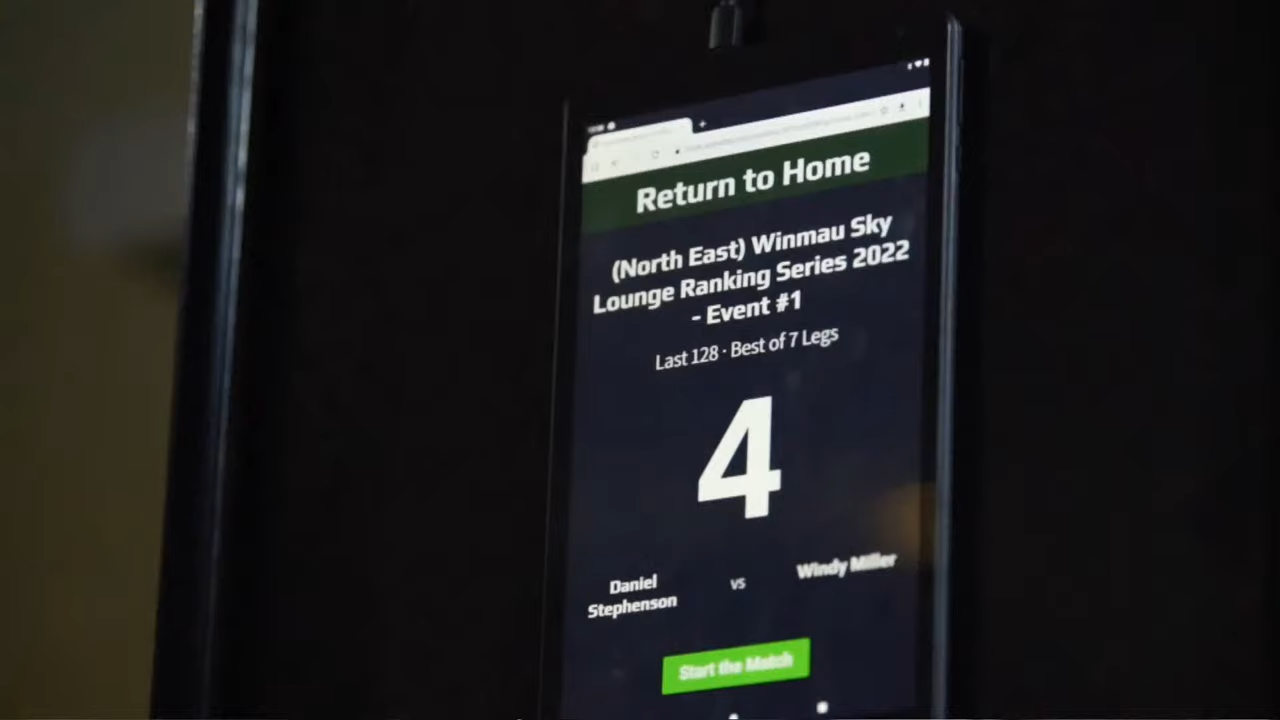 Return to Home
(North East) Winmau Sky
Lounge Ranking Series 2022
- Event #1
Last 128 · Best of 7 Legs
4
Daniel
Stephenson
vs
Windy Miller
Start the Match